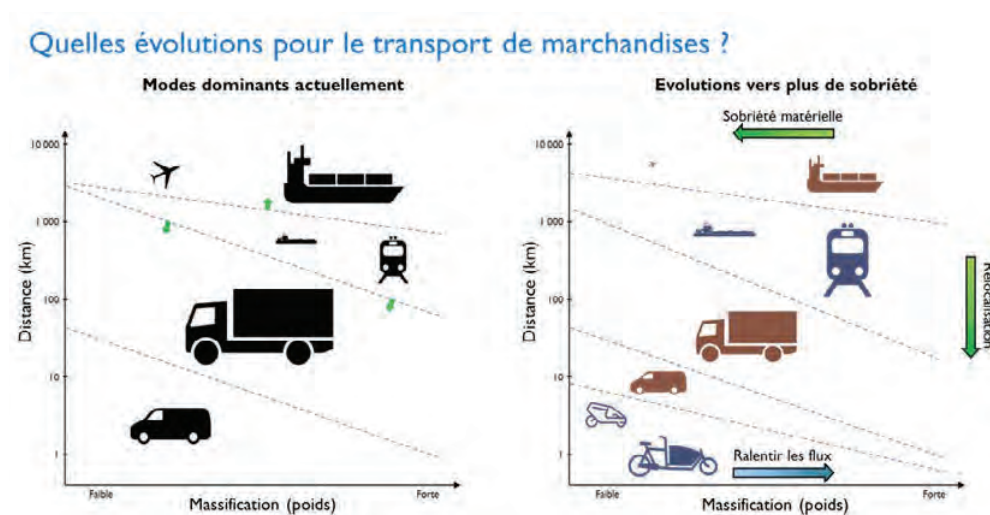 Quelles évolutions pour le transport de marchandises ?
Modes dominants actuellement
Distance (km)
10 000
1 000
100
10
1
Faible
Forte
Massification (poids)
Evolutions vers plus de sobriété
Sobriété matérielle
Distance (km)
10 000
1 000
100
10
1
Relocalisation
Ralentir les flux
Faible
Forte
Massification (poids)